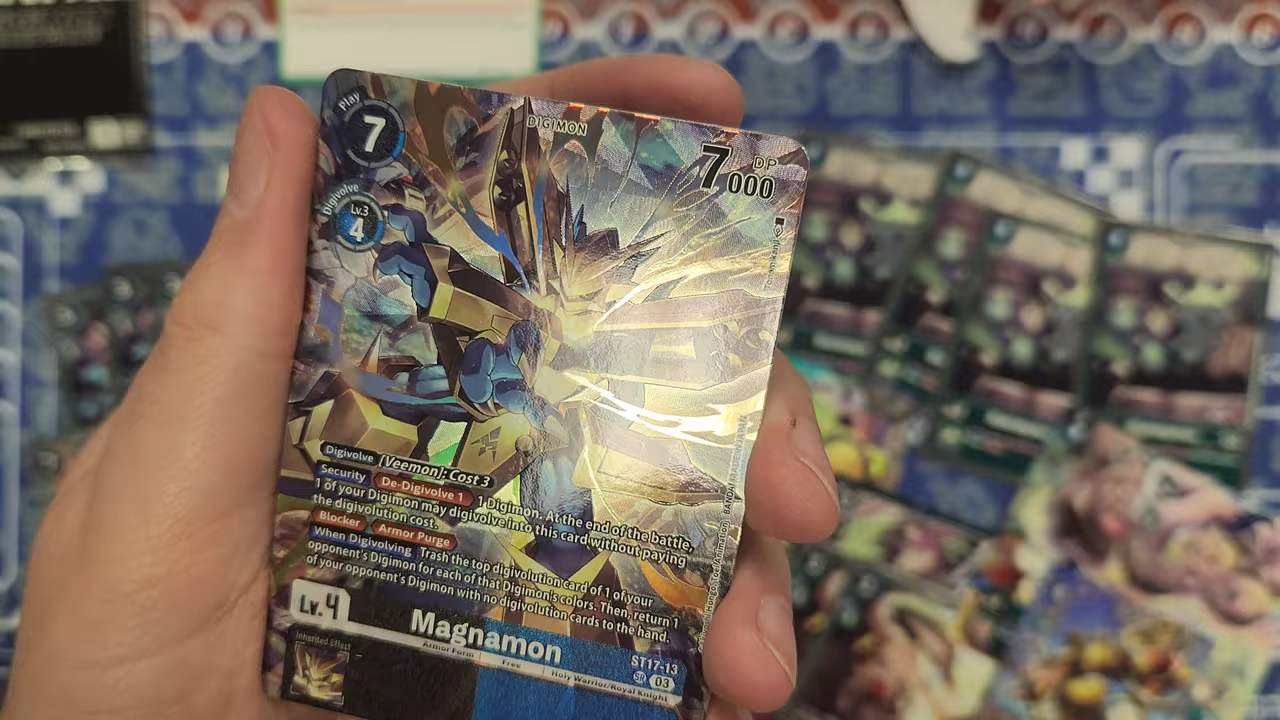 Play
7
DIGIMON
DP
7000
Digivolve
Lv.3
4
Tomhikanji
Digivolve [Veemon]: Cost 3
Security De-Digivolve 1 1 Digimon. At the end of the battle,
1 of your Digimon may digivolve into this card without paying
the digivolution cost.
Blocker Armor Purge
When Digivolving Trash the top digivolution card of 1 of your
opponent's Digimon for each of that Digimon's colors. Then, return 1
of your opponent's Digimon with no digivolution cards to the hand.
Lv.4
Magnamon
ST17-13
Inherited Effect
Armor Form Free Holy Warrior/Royal Knight
SR 03